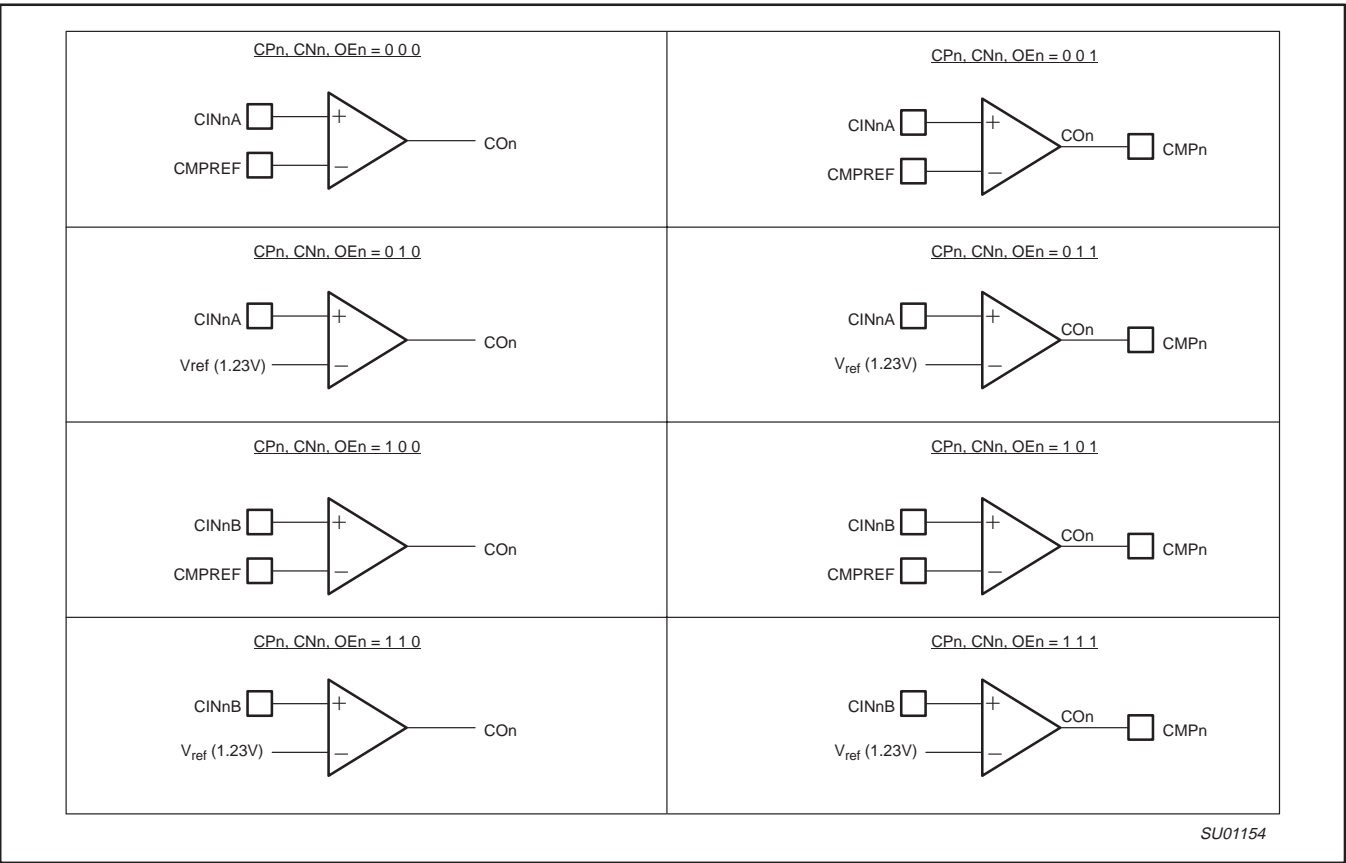 CPn, CNn, OEn = 0 0 0
CINnA
+
CMPREF
–
COn
CPn, CNn, OEn = 0 0 1
CINnA
+
CMPREF
–
COn
CMPn
CPn, CNn, OEn = 0 1 0
CINnA
+
Vref (1.23V)
–
COn
CPn, CNn, OEn = 0 1 1
CINnA
+
Vref (1.23V)
–
COn
CMPn
CPn, CNn, OEn = 1 0 0
CINnB
+
CMPREF
–
COn
CPn, CNn, OEn = 1 0 1
CINnB
+
CMPREF
–
COn
CMPn
CPn, CNn, OEn = 1 1 0
CINnB
+
Vref (1.23V)
–
COn
CPn, CNn, OEn = 1 1 1
CINnB
+
Vref (1.23V)
–
COn
CMPn
SU01154